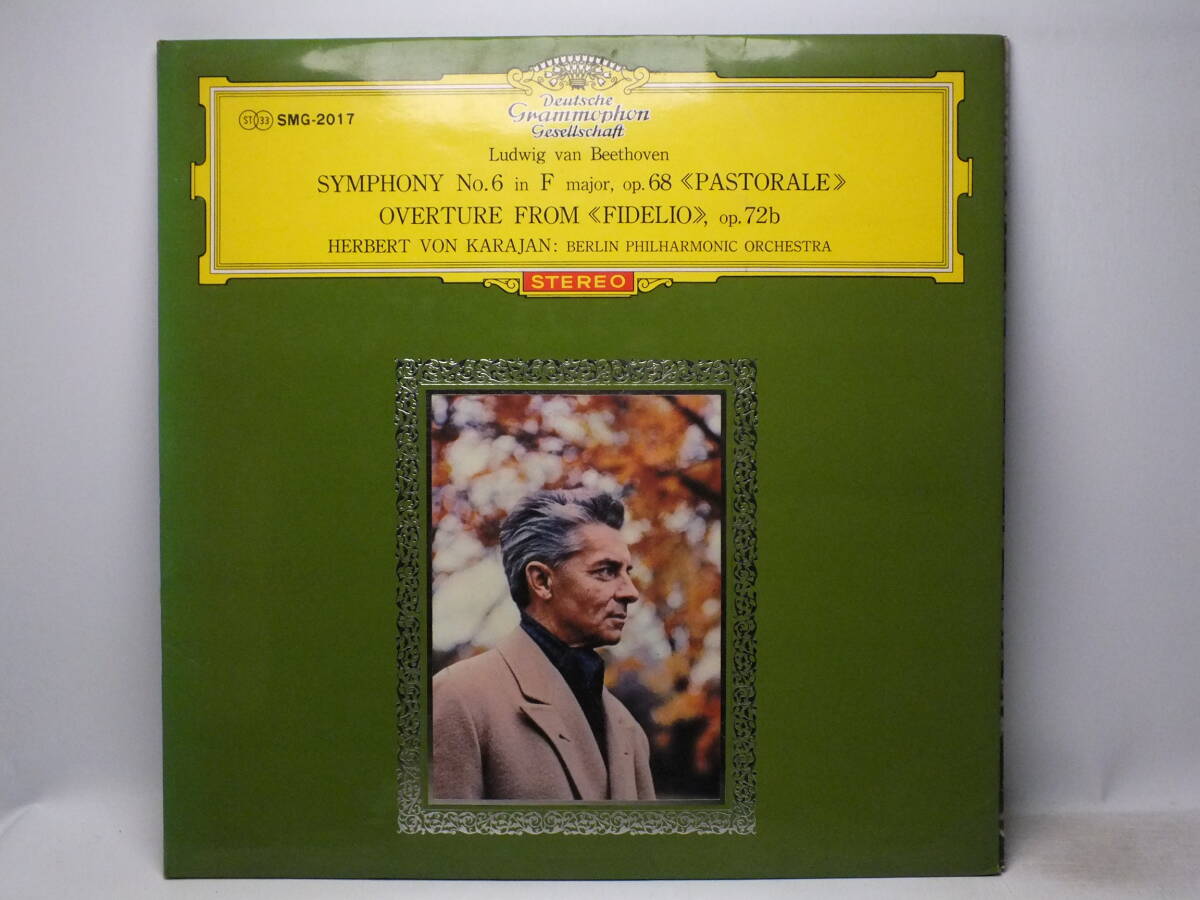 Deutsche
Grammophon
Gesellschaft
ST 33 SMG-2017
Ludwig van Beethoven
SYMPHONY No.6 in F major, op.68 《PASTORALE》
OVERTURE FROM 《FIDELIO》, op.72b
HERBERT VON KARAJAN: BERLIN PHILHARMONIC ORCHESTRA
STEREO